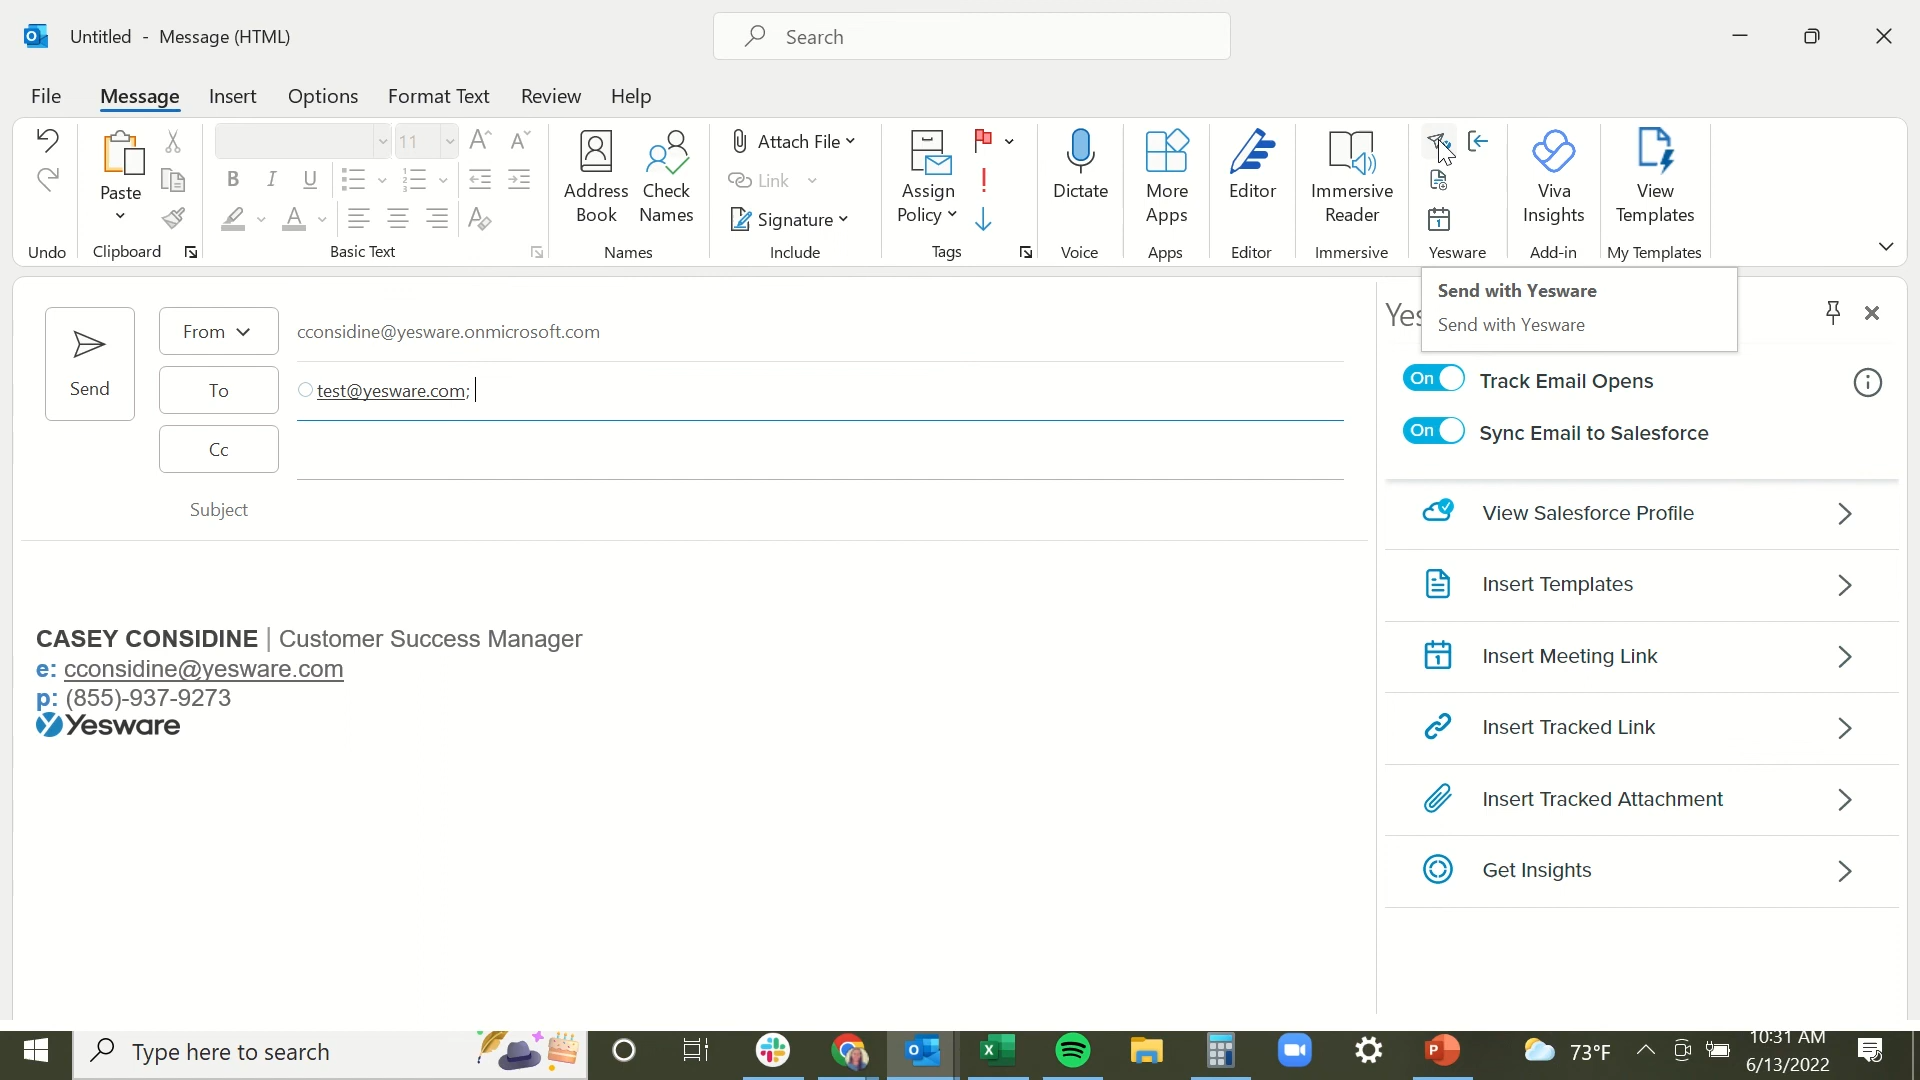 Untitled - Message (HTML)
Search
File Message Insert Options Format Text Review Help
Undo
Paste
Clipboard
11
Basic Text
Address Book
Check Names
Names
Attach File
Link
Signature
Include
Assign Policy
Tags
Dictate
Voice
More Apps
Apps
Editor
Editor
Immersive Reader
Immersive
Yesware
Viva Insights
Add-in
View Templates
My Templates
Send with Yesware
Send with Yesware
Send
From
cconsidine@yesware.onmicrosoft.com
To
test@yesware.com;
Cc
Subject
CASEY CONSIDINE | Customer Success Manager
e: cconsidine@yesware.com
p: (855)-937-9273
Yesware
Yes
On Track Email Opens
On Sync Email to Salesforce
View Salesforce Profile
Insert Templates
Insert Meeting Link
Insert Tracked Link
Insert Tracked Attachment
Get Insights
Type here to search
73°F
10:31 AM
6/13/2022